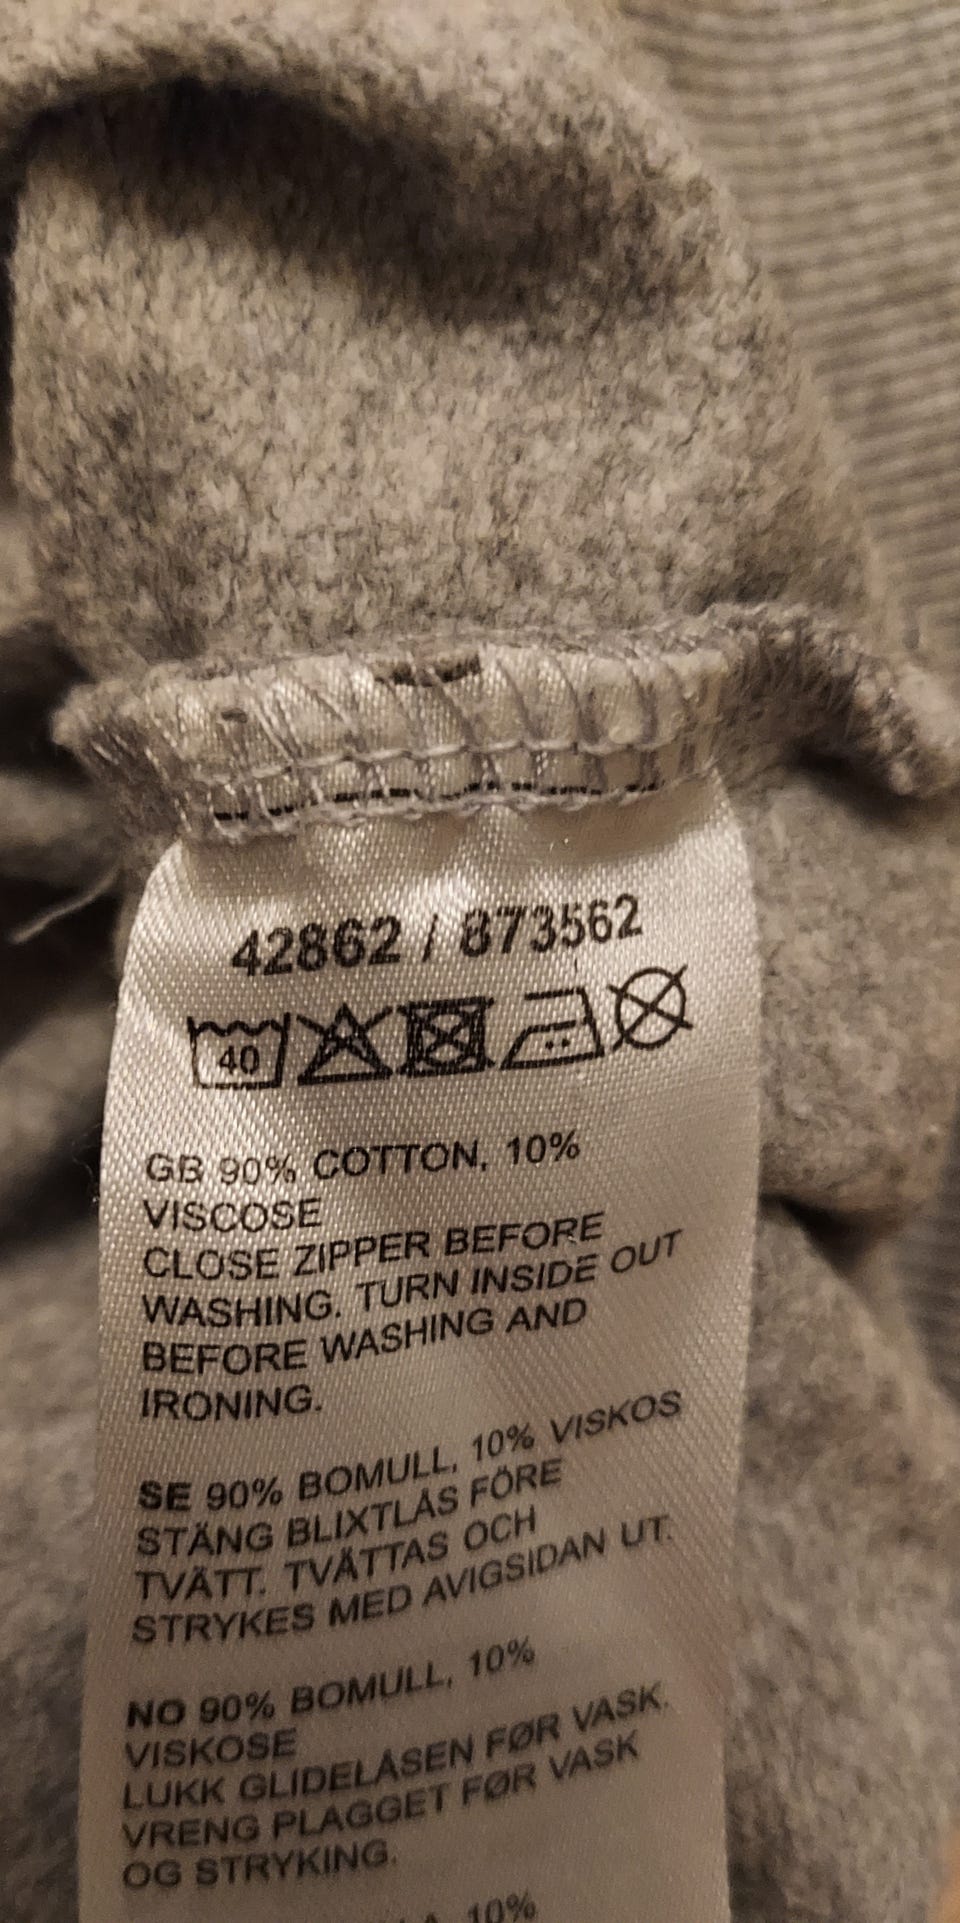 42862 / 873562
40
GB 90% COTTON, 10%
VISCOSE
CLOSE ZIPPER BEFORE
WASHING. TURN INSIDE OUT
BEFORE WASHING AND
IRONING.
SE 90% BOMULL, 10% VISKOS
STÄNG BLIXTLÅS FÖRE
TVÄTT. TVÄTTAS OCH
STRYKES MED AVIGSIDAN UT.
NO 90% BOMULL, 10%
VISKOSE
LUKK GLIDELÅSEN FØR VASK.
VRENG PLAGGET FØR VASK
OG STRYKING.
10%